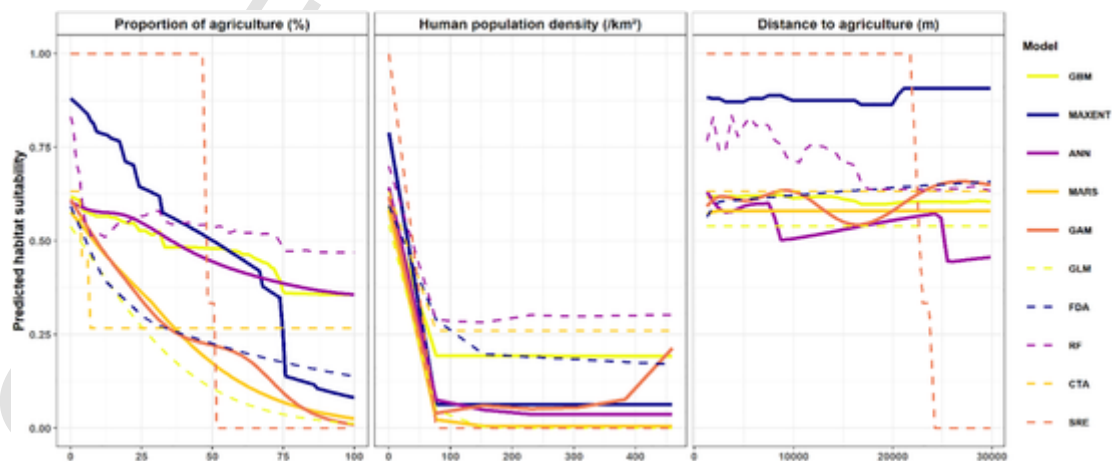 Proportion of agriculture (%) Human population density (/km²) Distance to agriculture (m)
Predicted habitat suitability
1.00
0.75
0.50
0.25
0.00
0 25 50 75 100 0 100 200 300 400 0 10000 20000 30000
Model
GBM
MAXENT
ANN
MARS
GAM
GLM
FDA
RF
CTA
SRE